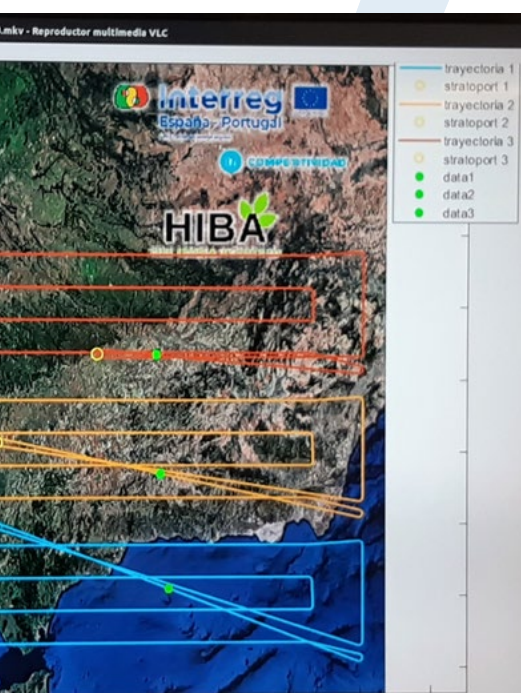 .mkv - Reproductor multimedia VLC
Interreg
España - Portugal
COMPETITIVIDAD
HIBA
trayectoria 1
stratoport 1
trayectoria 2
stratoport 2
trayectoria 3
stratoport 3
data1
data2
data3